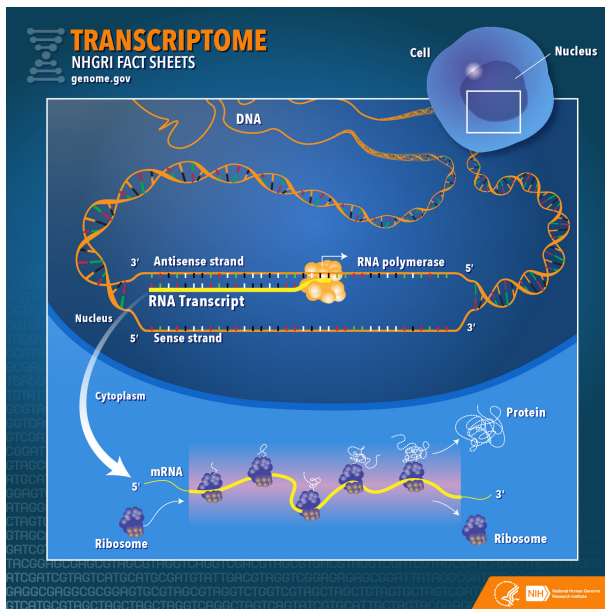 TRANSCRIPTOME
NHGRI FACT SHEETS
genome.gov
Cell
Nucleus
DNA
3’
Antisense strand
RNA polymerase
5’
RNA Transcript
Nucleus
5’
Sense strand
3’
Cytoplasm
Protein
mRNA
5’
3’
Ribosome
Ribosome
NIH
National Human Genome
Research Institute